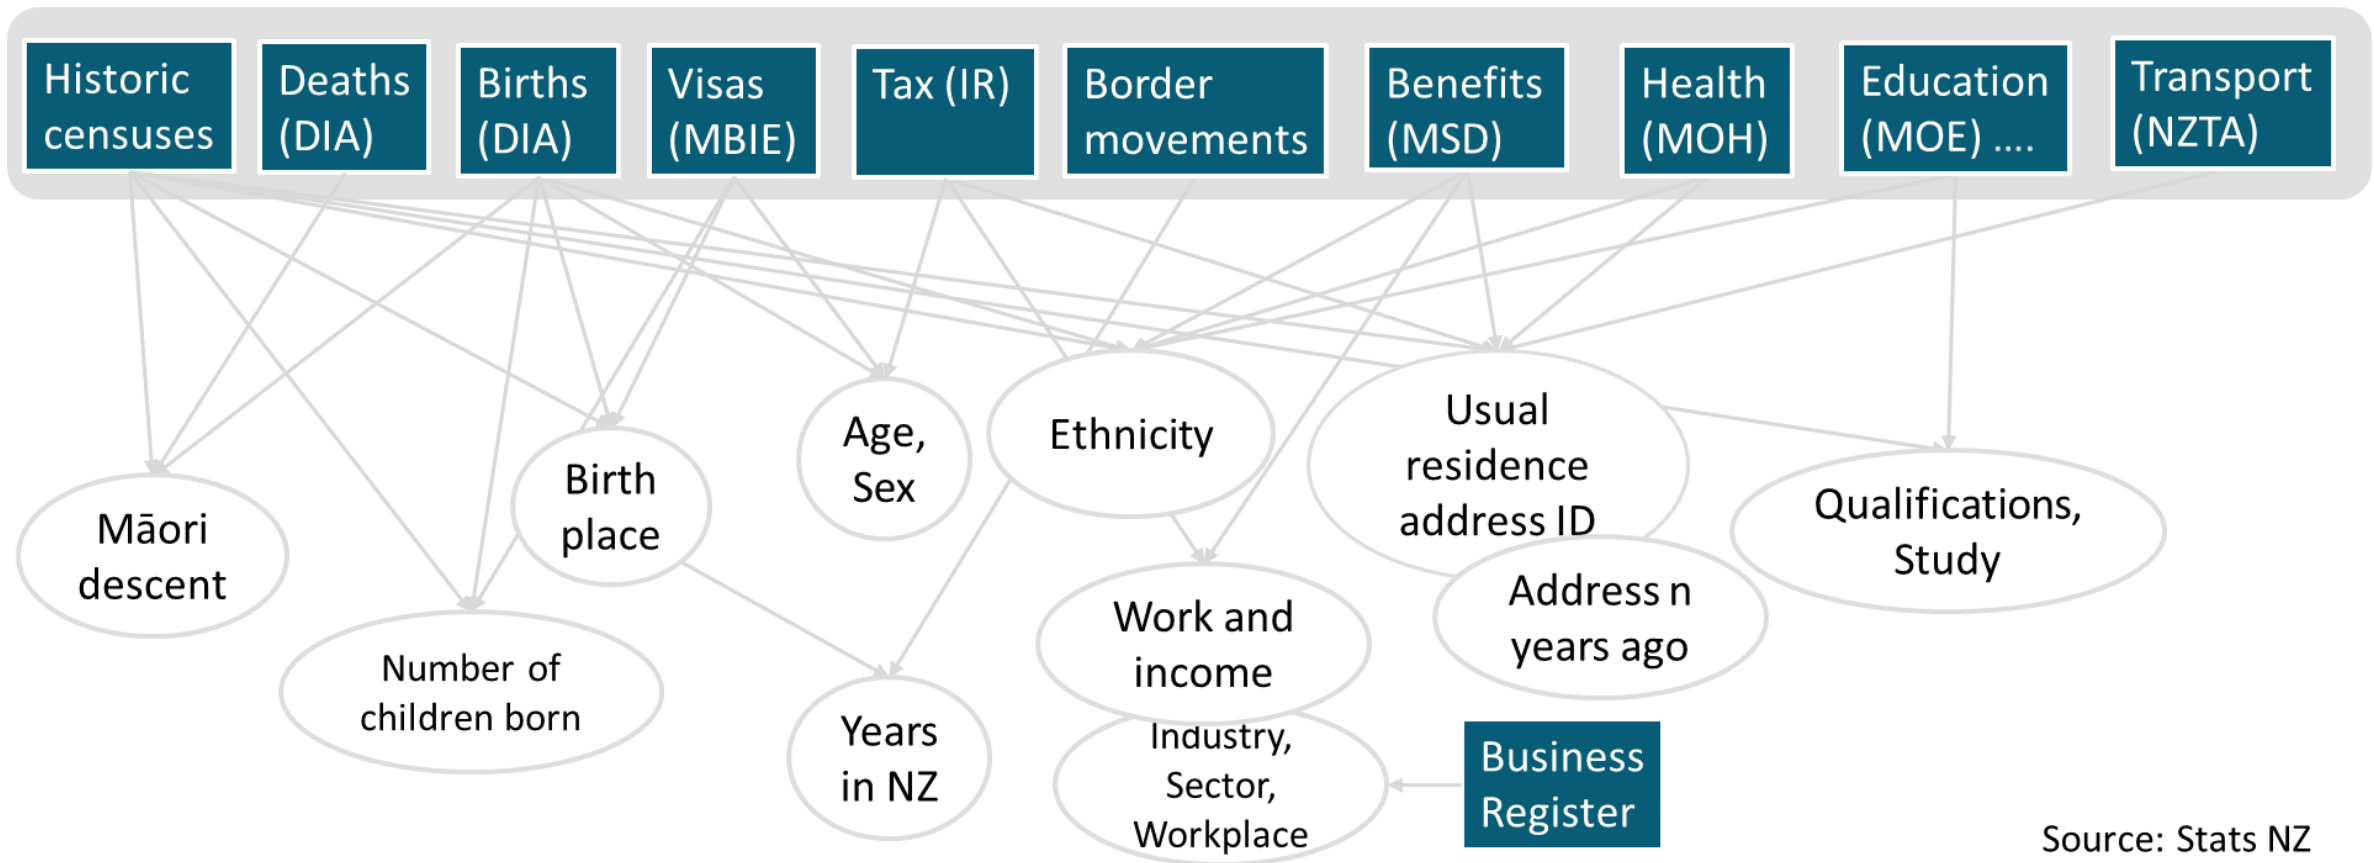 Historic
censuses
Deaths
(DIA)
Births
(DIA)
Visas
(MBIE)
Tax (IR)
Border
movements
Benefits
(MSD)
Health
(MOH)
Education
(MOE) ....
Transport
(NZTA)
Māori
descent
Number of
children born
Birth
place
Age,
Sex
Years
in NZ
Ethnicity
Work and
income
Industry,
Sector,
Workplace
Usual
residence
address ID
Address n
years ago
Qualifications,
Study
Business
Register
Source: Stats NZ